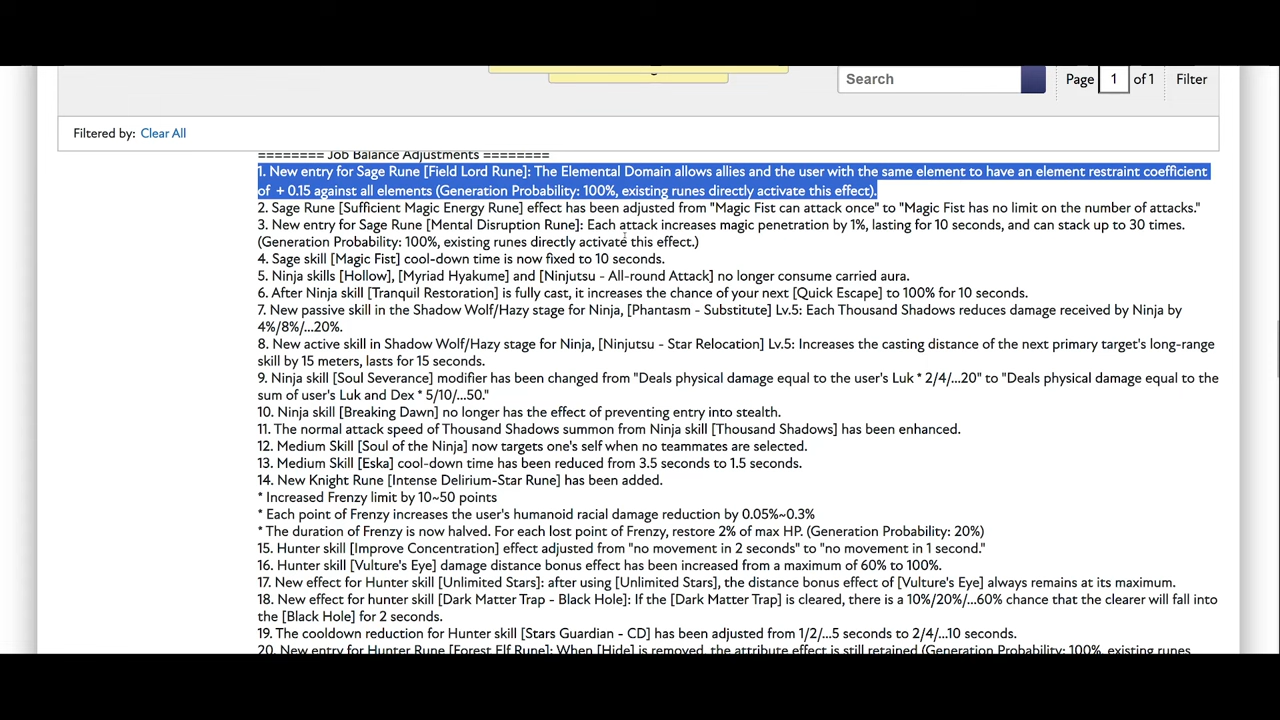 Search
Page 1 of 1 Filter
Filtered by: Clear All
======== Job Balance Adjustments ========
1. New entry for Sage Rune [Field Lord Rune]: The Elemental Domain allows allies and the user with the same element to have an element restraint coefficient
of + 0.15 against all elements (Generation Probability: 100%, existing runes directly activate this effect).
2. Sage Rune [Sufficient Magic Energy Rune] effect has been adjusted from "Magic Fist can attack once" to "Magic Fist has no limit on the number of attacks."
3. New entry for Sage Rune [Mental Disruption Rune]: Each attack increases magic penetration by 1%, lasting for 10 seconds, and can stack up to 30 times.
(Generation Probability: 100%, existing runes directly activate this effect.)
4. Sage skill [Magic Fist] cool-down time is now fixed to 10 seconds.
5. Ninja skills [Hollow], [Myriad Hyakume] and [Ninjutsu - All-round Attack] no longer consume carried aura.
6. After Ninja skill [Tranquil Restoration] is fully cast, it increases the chance of your next [Quick Escape] to 100% for 10 seconds.
7. New passive skill in the Shadow Wolf/Hazy stage for Ninja, [Phantasm - Substitute] Lv.5: Each Thousand Shadows reduces damage received by Ninja by
4%/8%/...20%.
8. New active skill in Shadow Wolf/Hazy stage for Ninja, [Ninjutsu - Star Relocation] Lv.5: Increases the casting distance of the next primary target's long-range
skill by 15 meters, lasts for 15 seconds.
9. Ninja skill [Soul Severance] modifier has been changed from "Deals physical damage equal to the user's Luk * 2/4/...20" to "Deals physical damage equal to the
sum of user's Luk and Dex * 5/10/...50."
10. Ninja skill [Breaking Dawn] no longer has the effect of preventing entry into stealth.
11. The normal attack speed of Thousand Shadows summon from Ninja skill [Thousand Shadows] has been enhanced.
12. Medium Skill [Soul of the Ninja] now targets one's self when no teammates are selected.
13. Medium Skill [Eska] cool-down time has been reduced from 3.5 seconds to 1.5 seconds.
14. New Knight Rune [Intense Delirium-Star Rune] has been added.
* Increased Frenzy limit by 10~50 points
* Each point of Frenzy increases the user's humanoid racial damage reduction by 0.05%~0.3%
* The duration of Frenzy is now halved. For each lost point of Frenzy, restore 2% of max HP. (Generation Probability: 20%)
15. Hunter skill [Improve Concentration] effect adjusted from "no movement in 2 seconds" to "no movement in 1 second."
16. Hunter skill [Vulture's Eye] damage distance bonus effect has been increased from a maximum of 60% to 100%.
17. New effect for Hunter skill [Unlimited Stars]: after using [Unlimited Stars], the distance bonus effect of [Vulture's Eye] always remains at its maximum.
18. New effect for hunter skill [Dark Matter Trap - Black Hole]: If the [Dark Matter Trap] is cleared, there is a 10%/20%/...60% chance that the clearer will fall into
the [Black Hole] for 2 seconds.
19. The cooldown reduction for Hunter skill [Stars Guardian - CD] has been adjusted from 1/2/...5 seconds to 2/4/...10 seconds.
20. New entry for Hunter Rune [Forest Elf Rune]: When [Hide] is removed, the attribute effect is still retained (Generation Probability: 100%, existing runes